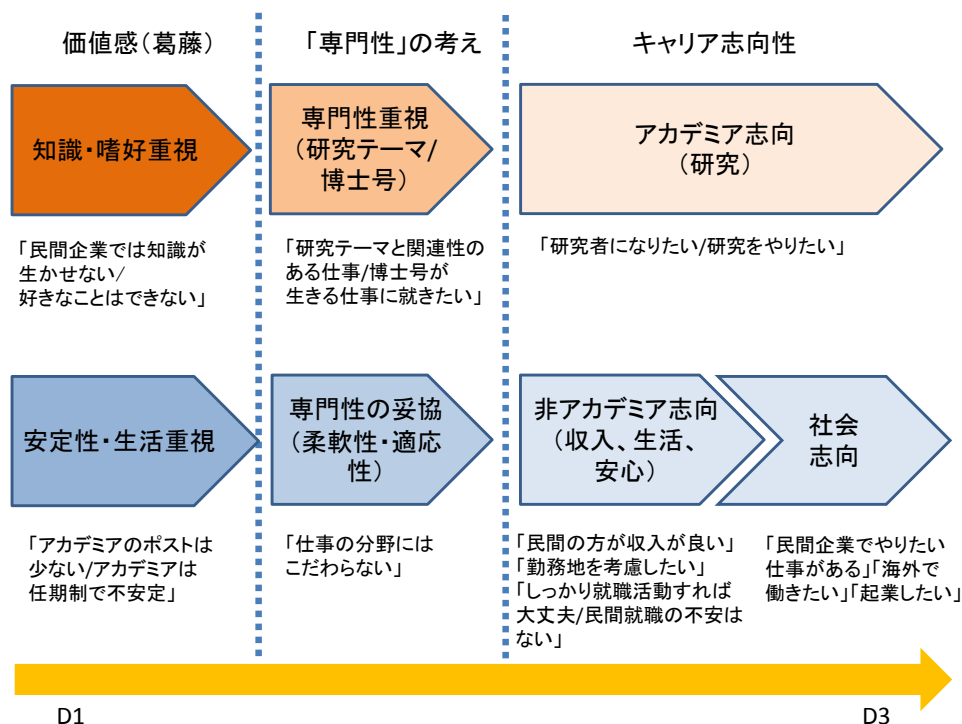 価値感(葛藤)
「専門性」の考え
キャリア志向性
知識・嗜好重視
専門性重視
(研究テーマ/
博士号)
アカデミア志向
(研究)
「民間企業では知識が
生かせない/
好きなことはできない」
「研究テーマと関連性の
ある仕事/博士号が
生きる仕事に就きたい」
「研究者になりたい/研究をやりたい」
安定性・生活重視
専門性の妥協
(柔軟性・適応
性)
非アカデミア志向
(収入、生活、
安心)
社会
志向
「アカデミアのポストは
少ない/アカデミアは
任期制で不安定」
「仕事の分野には
こだわらない」
「民間の方が収入が良い」
「勤務地を考慮したい」
「しっかり就職活動すれば
大丈夫/民間就職の不安は
ない」
「民間企業でやりたい
仕事がある」「海外で
働きたい」「起業したい」
D1
D3